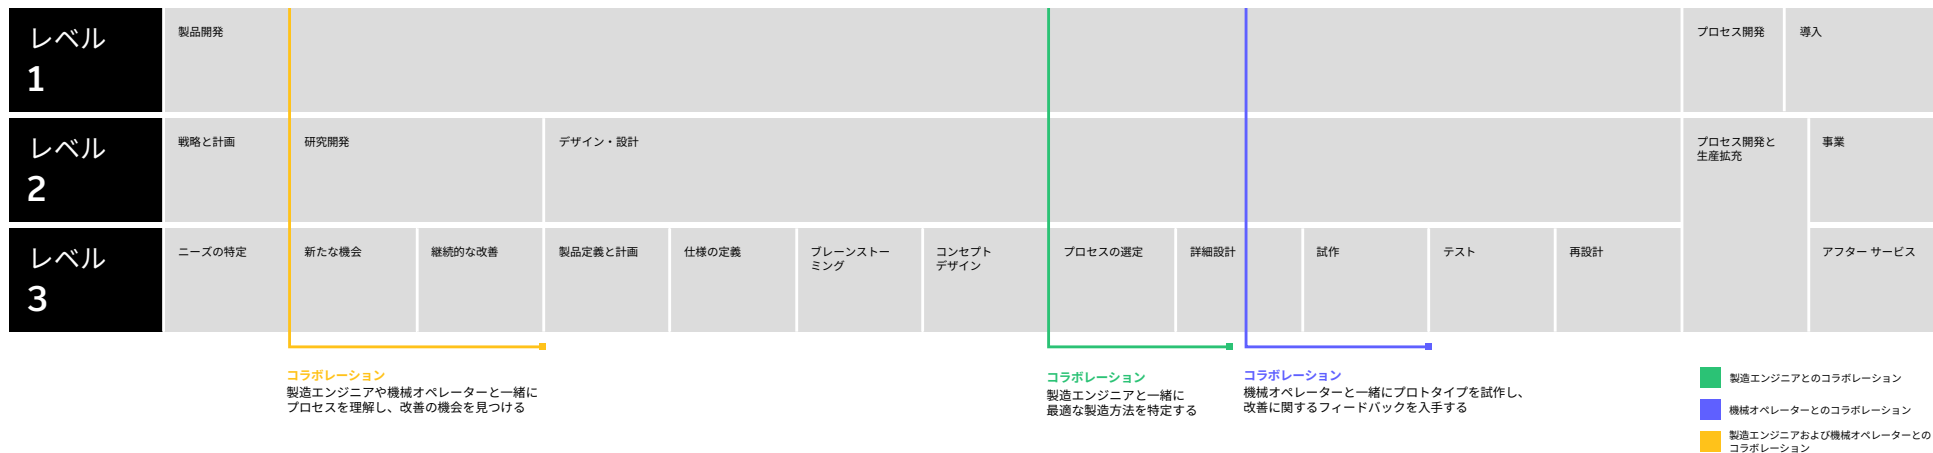 レベル
1
製品開発
プロセス開発
導入
レベル
2
戦略と計画
研究開発
デザイン・設計
プロセス開発と
生産拡充
事業
レベル
3
ニーズの特定
新たな機会
継続的な改善
製品定義と計画
仕様の定義
ブレーンストー
ミング
コンセプト
デザイン
プロセスの選定
詳細設計
試作
テスト
再設計
アフター サービス
コラボレーション
製造エンジニアや機械オペレーターと一緒に
プロセスを理解し、改善の機会を見つける
コラボレーション
製造エンジニアと一緒に
最適な製造方法を特定する
コラボレーション
機械オペレーターと一緒にプロトタイプを試作し、
改善に関するフィードバックを入手する
製造エンジニアとのコラボレーション
機械オペレーターとのコラボレーション
製造エンジニアおよび機械オペレーターとの
コラボレーション